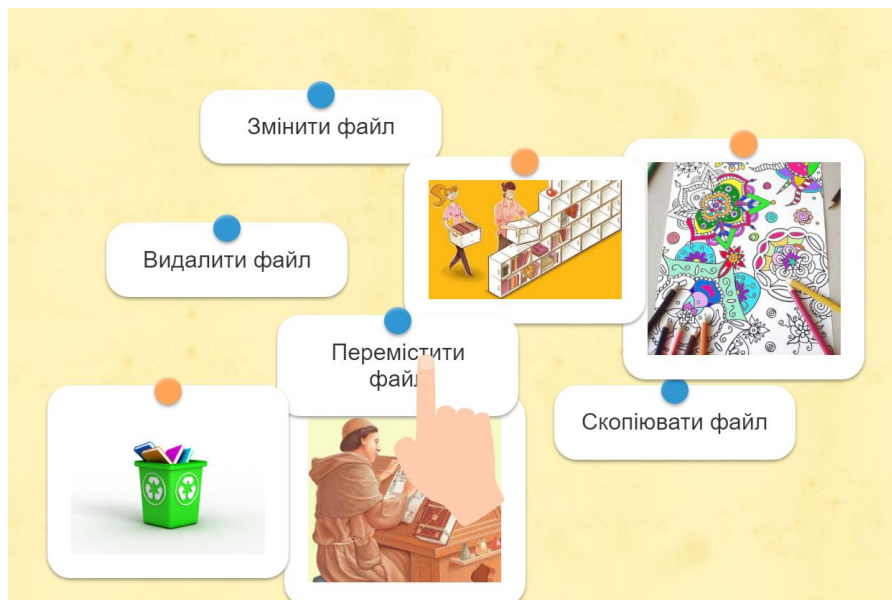 Змінити файл
Видалити файл
Перемістити
файл
Скопіювати файл